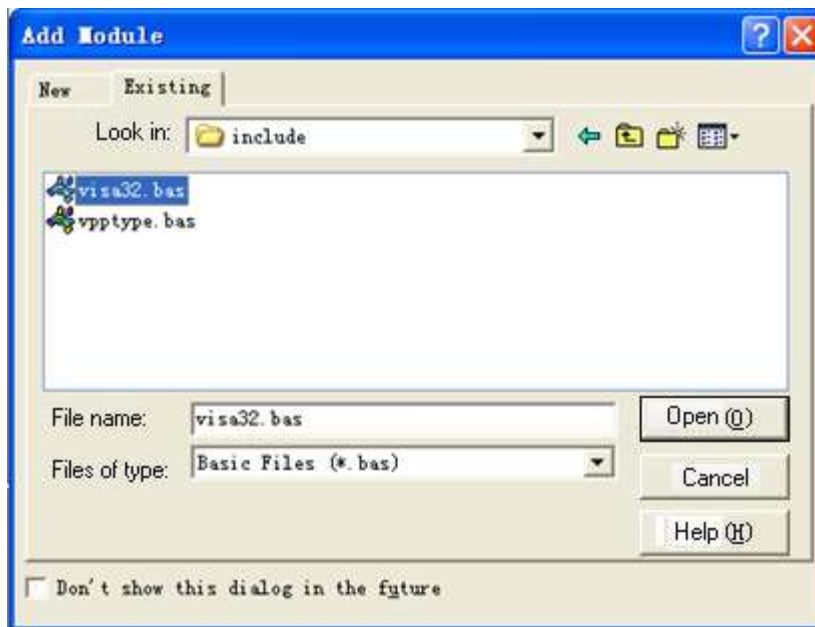 Add Module
New Existing
Look in: include
visa32.bas
vpptype.bas
File name: visa32.bas
Open (O)
Files of type: Basic Files (*.bas)
Cancel
Help (H)
Don't show this dialog in the future